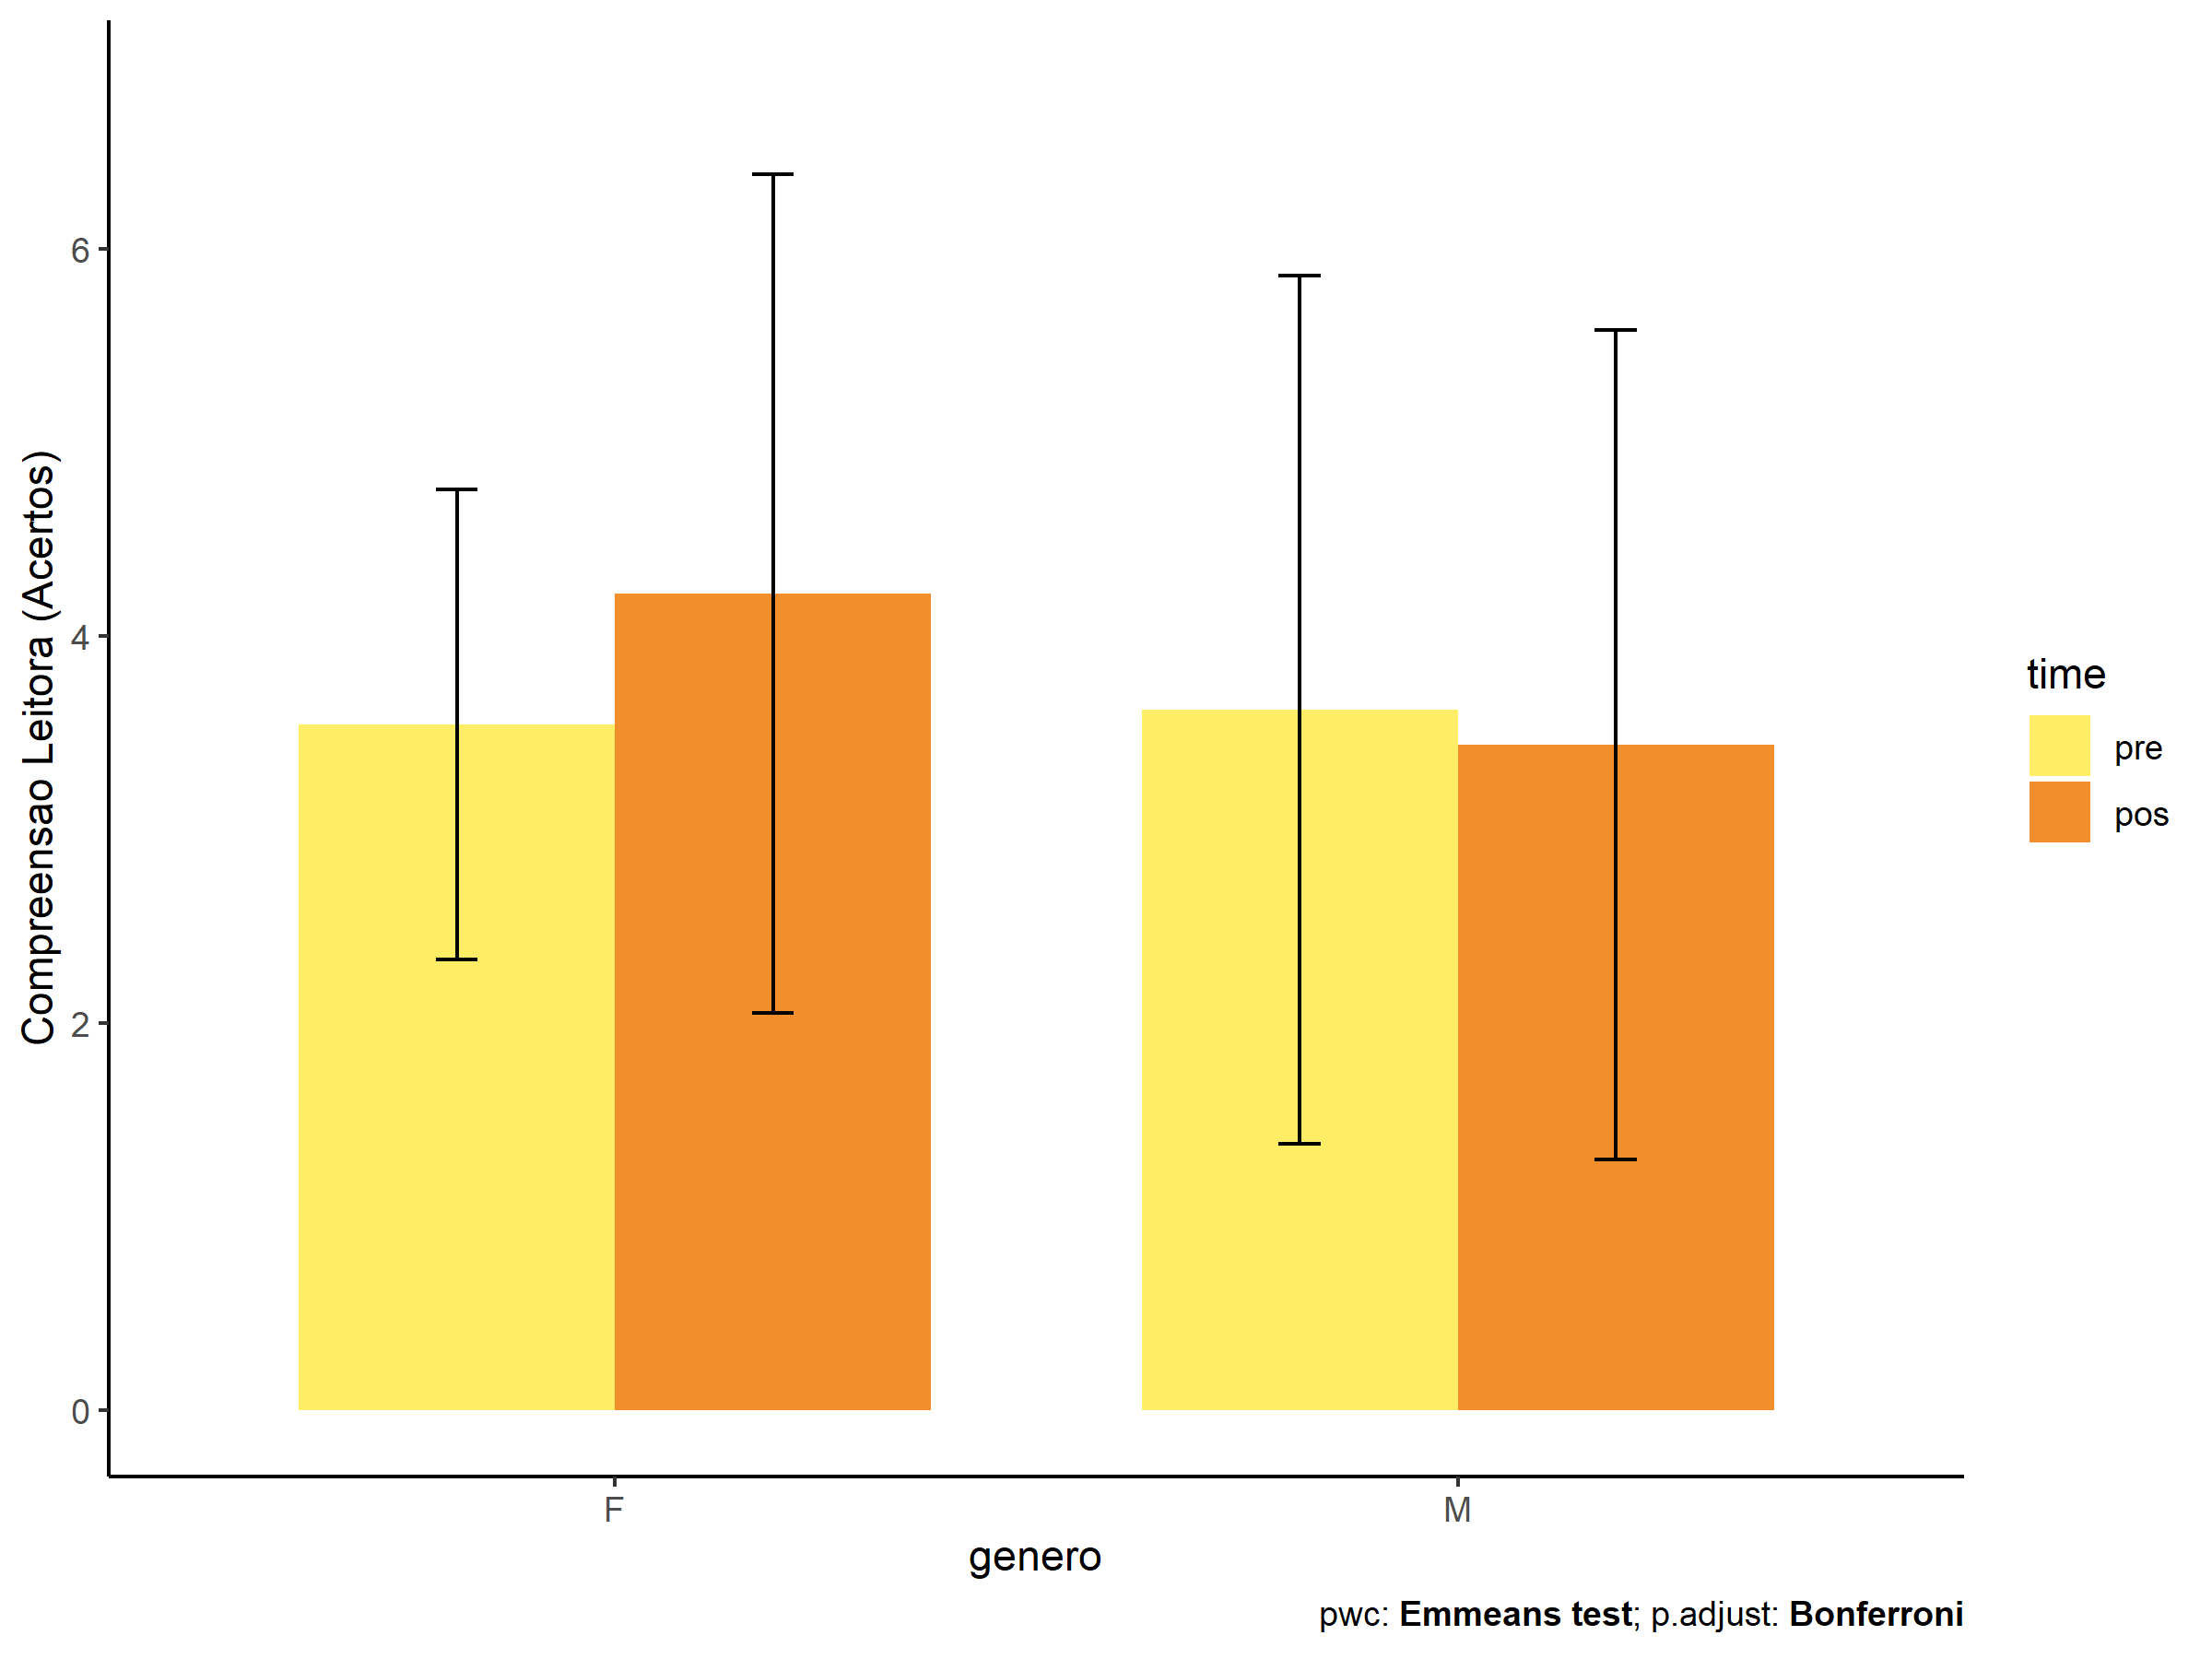 Compreensao Leitora (Acertos)
6
4
2
0
F
M
genero
time
pre
pos
pwc: Emmeans test; p.adjust: Bonferroni